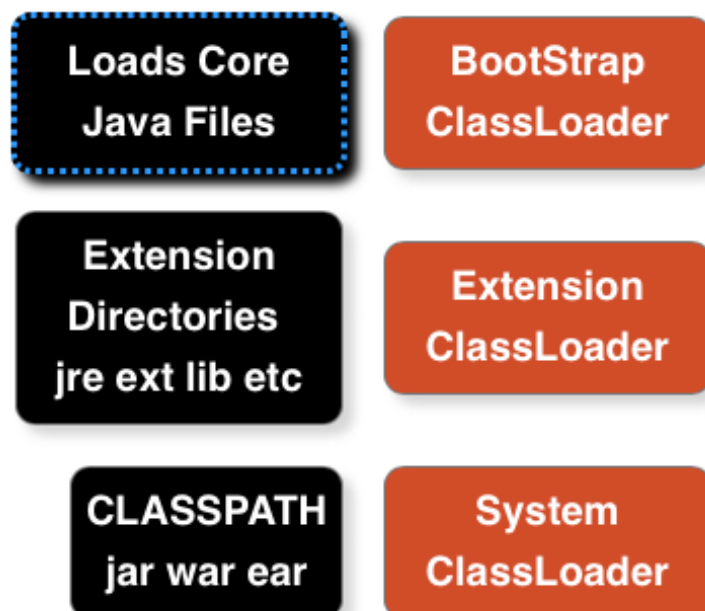 Loads Core
Java Files
BootStrap
ClassLoader
Extension
Directories
jre ext lib etc
Extension
ClassLoader
CLASSPATH
jar war ear
System
ClassLoader